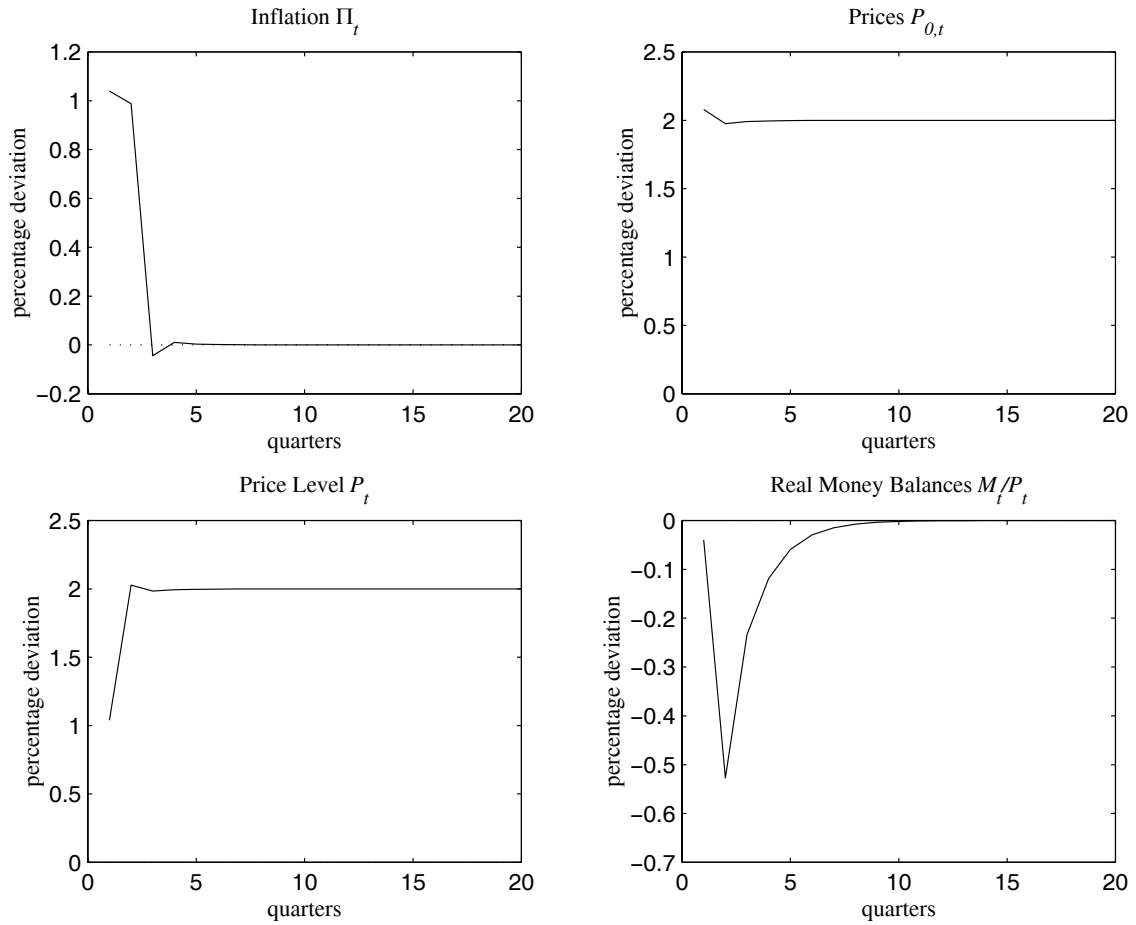 Inflation Π_t
percentage deviation
1.2
1
0.8
0.6
0.4
0.2
0
−0.2
0 5 10 15 20
quarters
Prices P_{0,t}
percentage deviation
2.5
2
1.5
1
0.5
0
0 5 10 15 20
quarters
Price Level P_t
percentage deviation
2.5
2
1.5
1
0.5
0
0 5 10 15 20
quarters
Real Money Balances M_t/P_t
percentage deviation
0
−0.1
−0.2
−0.3
−0.4
−0.5
−0.6
−0.7
0 5 10 15 20
quarters